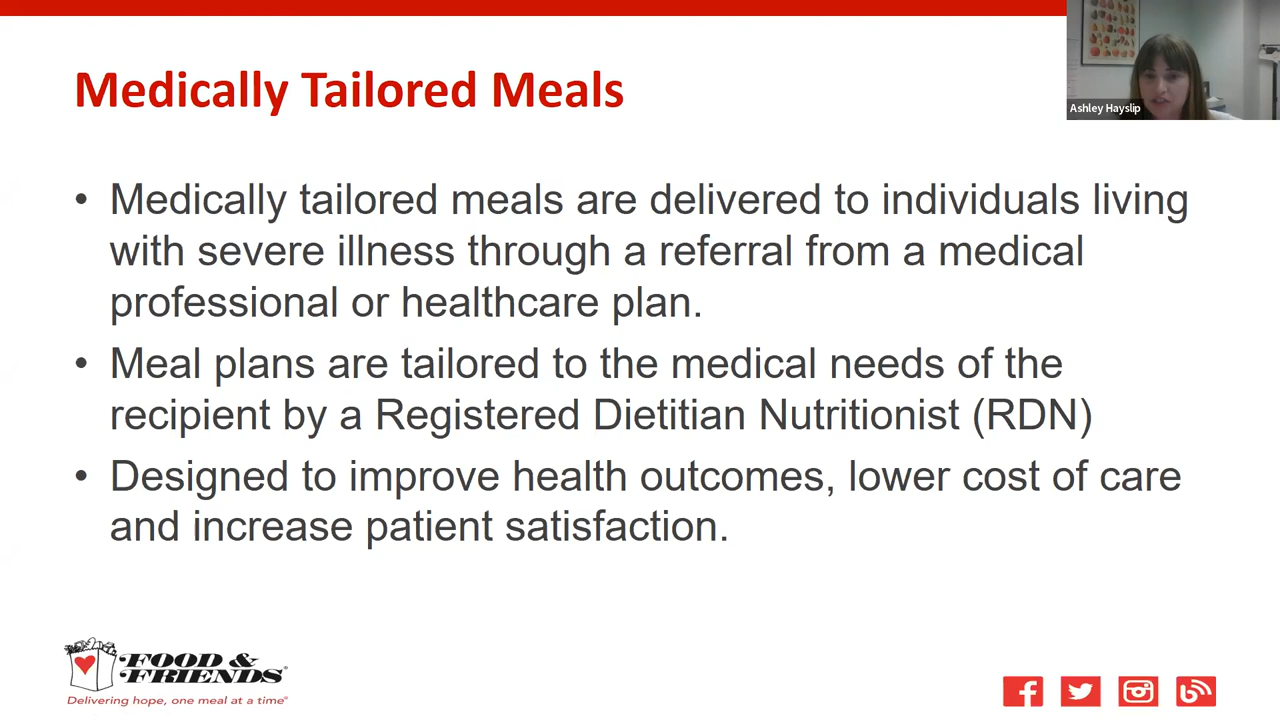 Medically Tailored Meals
Ashley Hayslip
• Medically tailored meals are delivered to individuals living
with severe illness through a referral from a medical
professional or healthcare plan.
• Meal plans are tailored to the medical needs of the
recipient by a Registered Dietitian Nutritionist (RDN)
• Designed to improve health outcomes, lower cost of care
and increase patient satisfaction.
FOOD &
FRIENDS®
Delivering hope, one meal at a time®